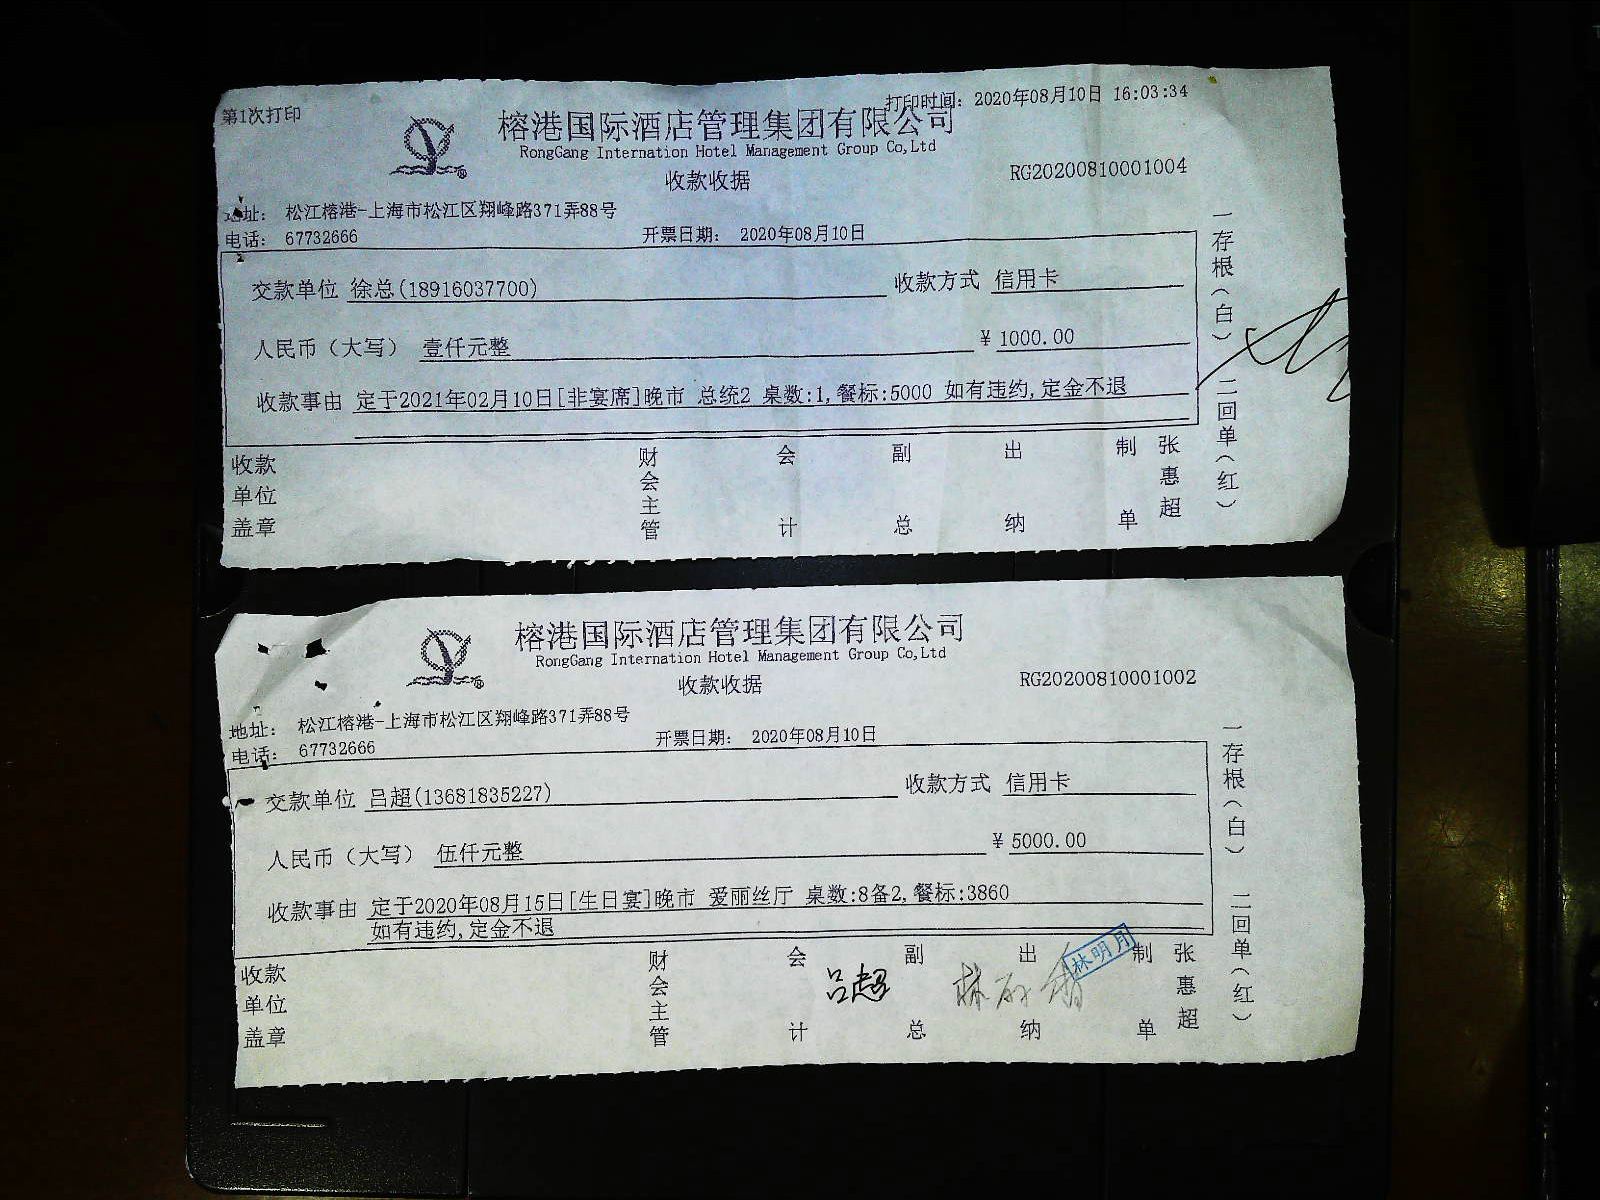 第1次打印
打印时间: 2020年08月10日 16:03:34
榕港国际酒店管理集团有限公司
RongGang Internation Hotel Management Group Co,Ltd
收款收据
RG20200810001004
地址: 松江榕港-上海市松江区翔峰路371弄88号
电话: 67732666
开票日期: 2020年08月10日
交款单位 徐总(18916037700)
收款方式 信用卡
人民币(大写) 壹仟元整
¥ 1000.00
收款事由 定于2021年02月10日[非宴席]晚市 总统2 桌数:1,餐标:5000 如有违约,定金不退
收款单位盖章
财会主管
会计
副总
出纳
制单
张惠超
一存根(白) 二回单(红)
榕港国际酒店管理集团有限公司
RongGang Internation Hotel Management Group Co,Ltd
收款收据
RG20200810001002
地址: 松江榕港-上海市松江区翔峰路371弄88号
电话: 67732666
开票日期: 2020年08月10日
交款单位 吕超(13681835227)
收款方式 信用卡
人民币(大写) 伍仟元整
¥ 5000.00
收款事由 定于2020年08月15日[生日宴]晚市 爱丽丝厅 桌数:8备2,餐标:3860
如有违约,定金不退
收款单位盖章
财会主管
会计
吕超
副总
出纳
林明月
制单
张惠超
一存根(白) 二回单(红)